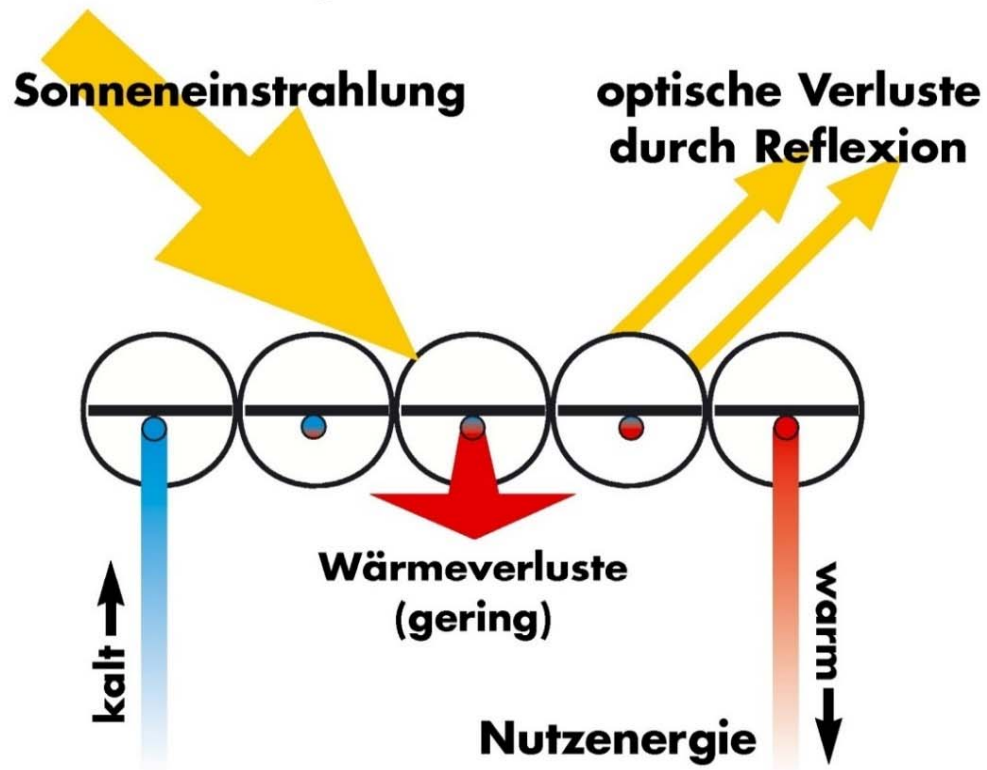 Sonneneinstrahlung
optische Verluste
durch Reflexion
Wärmeverluste
(gering)
kalt
warm
Nutzenergie